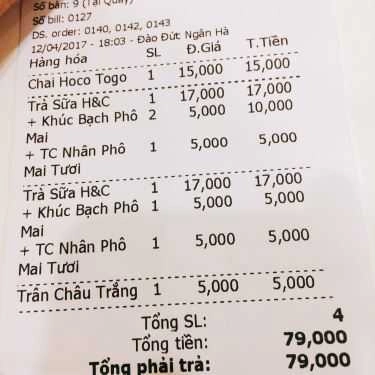 Số bàn: 9 (Tại Quầy)
Số bill: 0127
DS. order: 0140, 0142, 0143
12/04/2017 - 18:03 - Đào Đức Ngân Hà
Hàng hóa SL Đ.Giá T.Tiền
Chai Hoco Togo 1 15,000 15,000
Trà Sữa H&C 1 17,000 17,000
+ Khúc Bạch Phô 2 5,000 10,000
Mai
+ TC Nhân Phô 1 5,000 5,000
Mai Tươi
Trà Sữa H&C 1 17,000 17,000
+ Khúc Bạch Phô 1 5,000 5,000
Mai
+ TC Nhân Phô 1 5,000 5,000
Mai Tươi
Trân Châu Trắng 1 5,000 5,000
Tổng SL: 4
Tổng tiền: 79,000
Tổng phải trả: 79,000